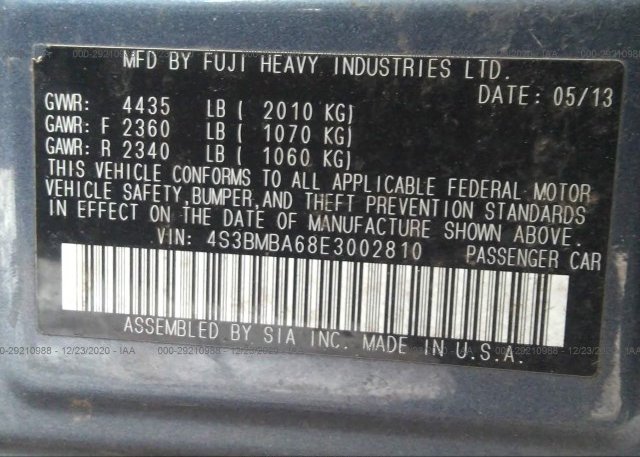 MFD BY FUJI HEAVY INDUSTRIES LTD.
DATE: 05/13
GVWR: 4435 LB ( 2010 KG)
GAWR: F 2360 LB ( 1070 KG)
GAWR: R 2340 LB ( 1060 KG)
THIS VEHICLE CONFORMS TO ALL APPLICABLE FEDERAL MOTOR
VEHICLE SAFETY, BUMPER, AND THEFT PREVENTION STANDARDS
IN EFFECT ON THE DATE OF MANUFACTURE SHOWN ABOVE.
VIN: 4S3BMBA68E3002810 PASSENGER CAR
ASSEMBLED BY SIA INC. MADE IN U.S.A.
000-29210988 - 12/23/2020 - IAA